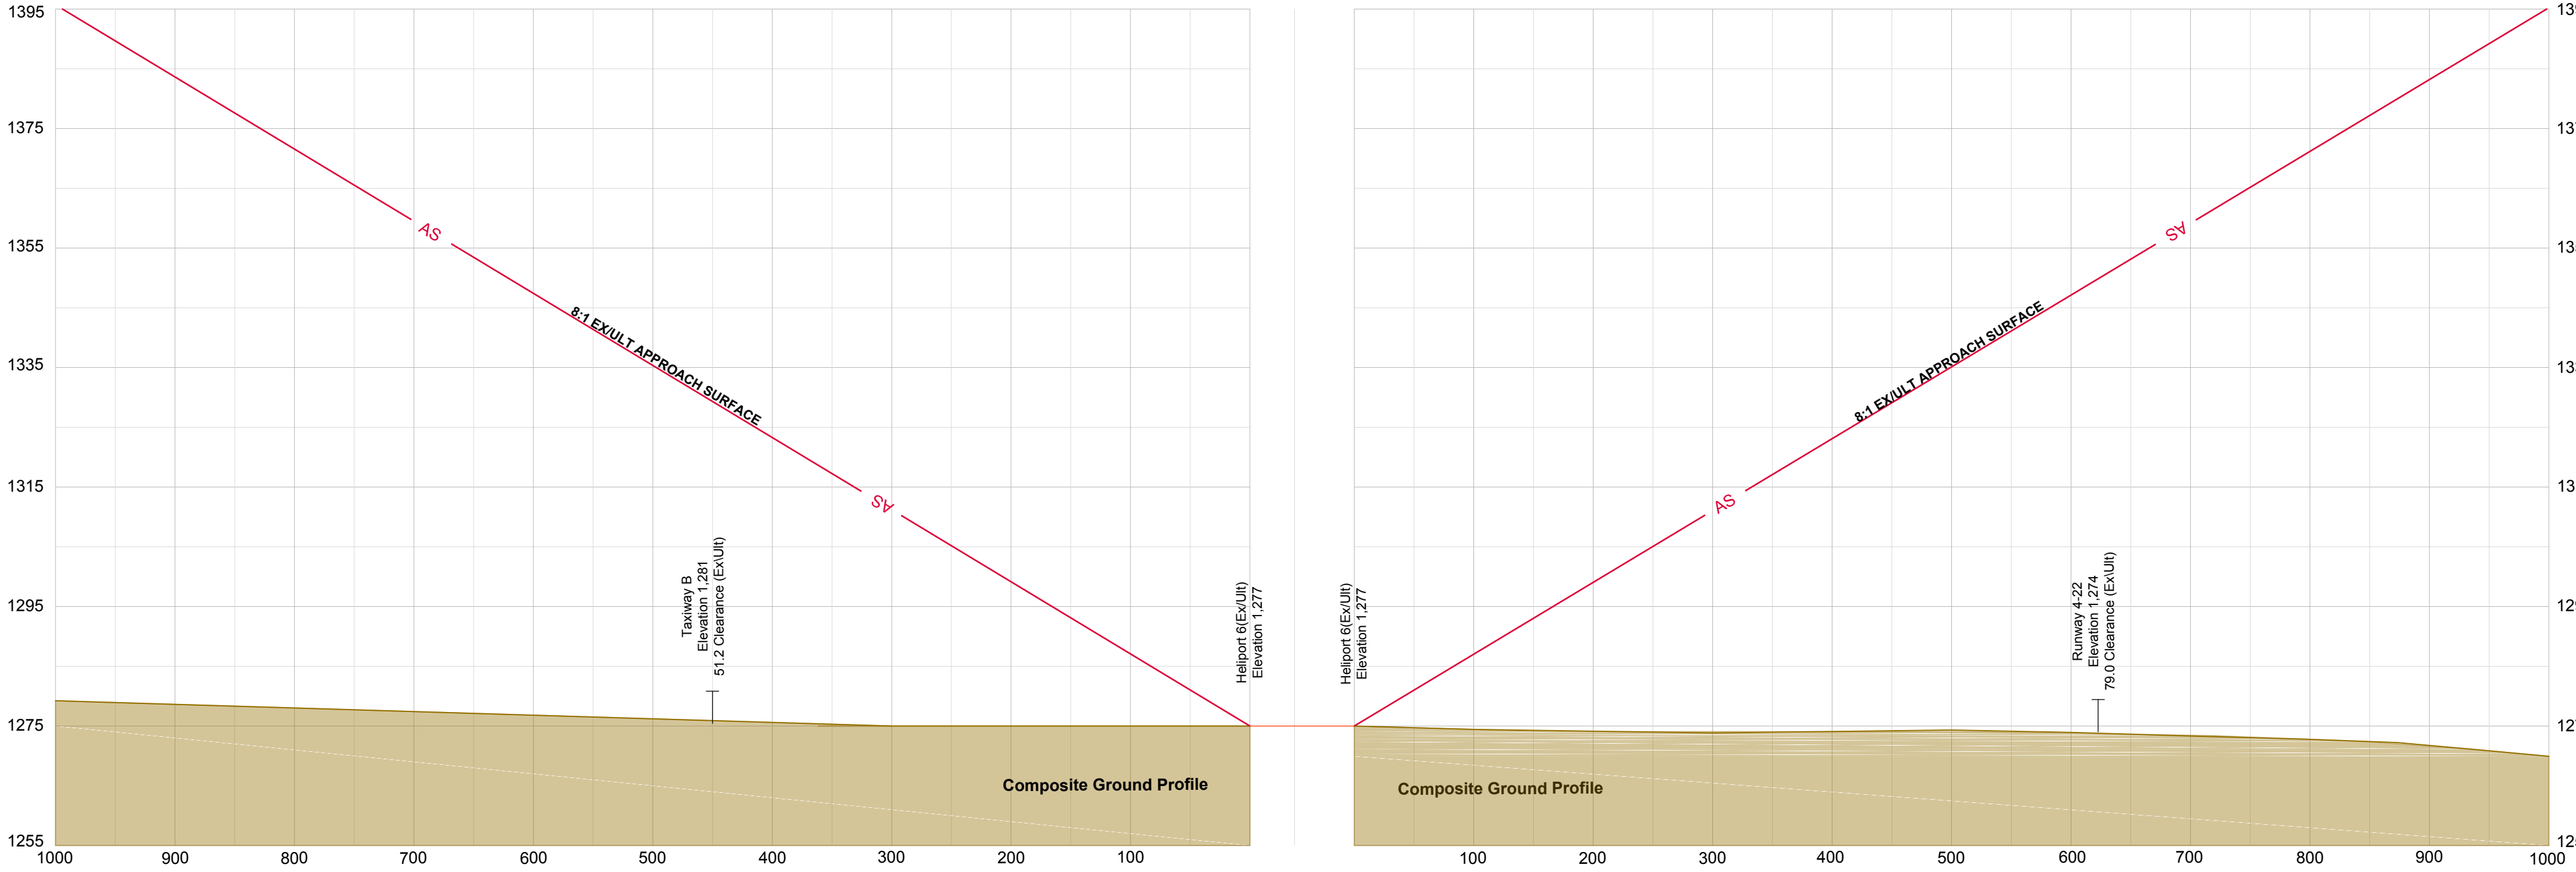 1395
1375
1355
1335
1315
1295
1275
1255
1000 900 800 700 600 500 400 300 200 100
AS
8:1 EX/ULT APPROACH SURFACE
AS
Taxiway B
Elevation 1,281
51.2 Clearance (Ex\Ult)
Heliport 6(Ex/Ult)
Elevation 1,277
Composite Ground Profile
Heliport 6(Ex/Ult)
Elevation 1,277
AS
8:1 EX/ULT APPROACH SURFACE
AS
Runway 4-22
Elevation 1,274
79.0 Clearance (Ex\Ult)
Composite Ground Profile
100 200 300 400 500 600 700 800 900 1000